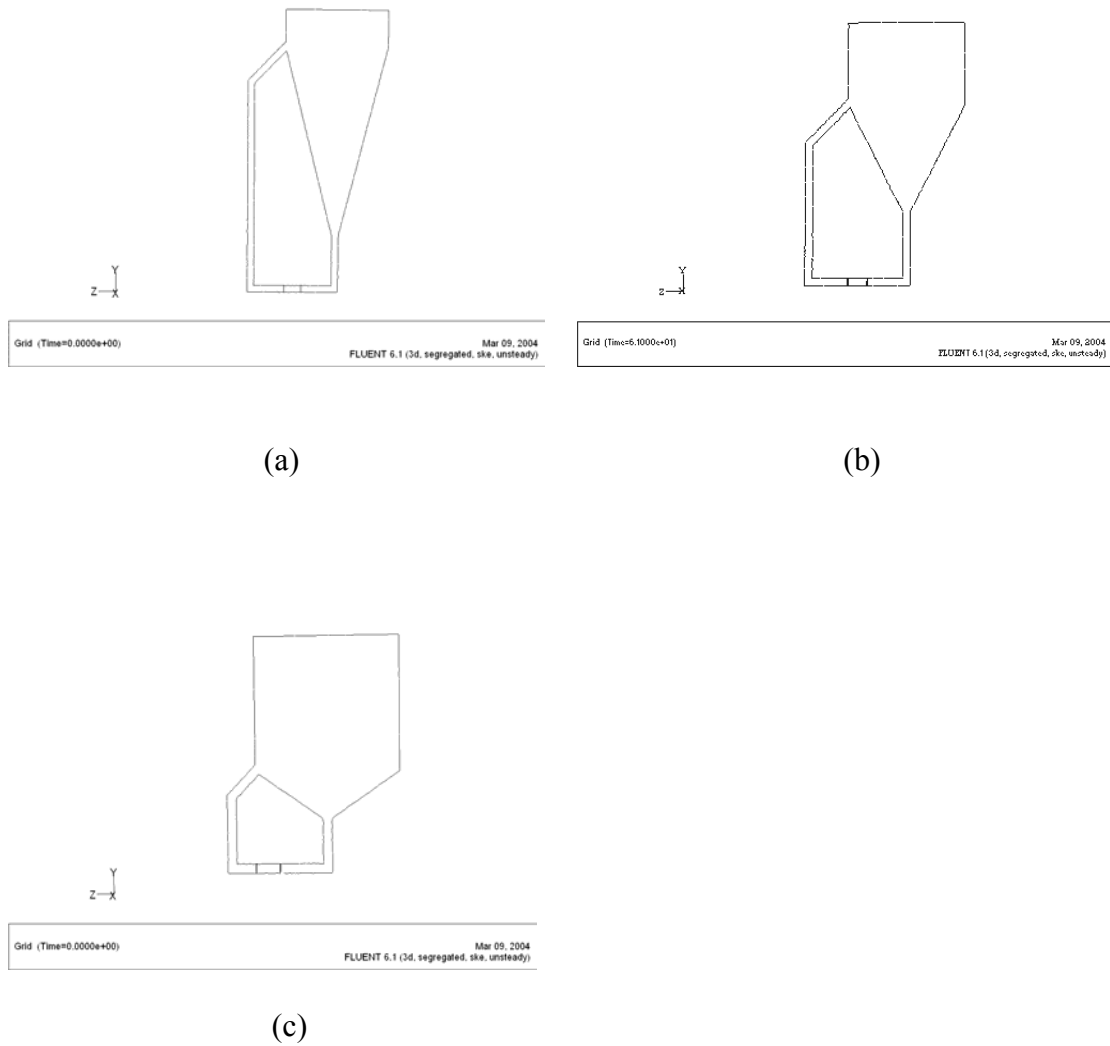 Y
Z X
Grid (Time=0.0000e+00) Mar 09, 2004
FLUENT 6.1 (3d, segregated, ske, unsteady)
(a)
Y
Z X
Grid (Time=6.1000e+01) Mar 09, 2004
FLUENT 6.1 (3d, segregated, ske, unsteady)
(b)
Y
Z X
Grid (Time=0.0000e+00) Mar 09, 2004
FLUENT 6.1 (3d, segregated, ske, unsteady)
(c)